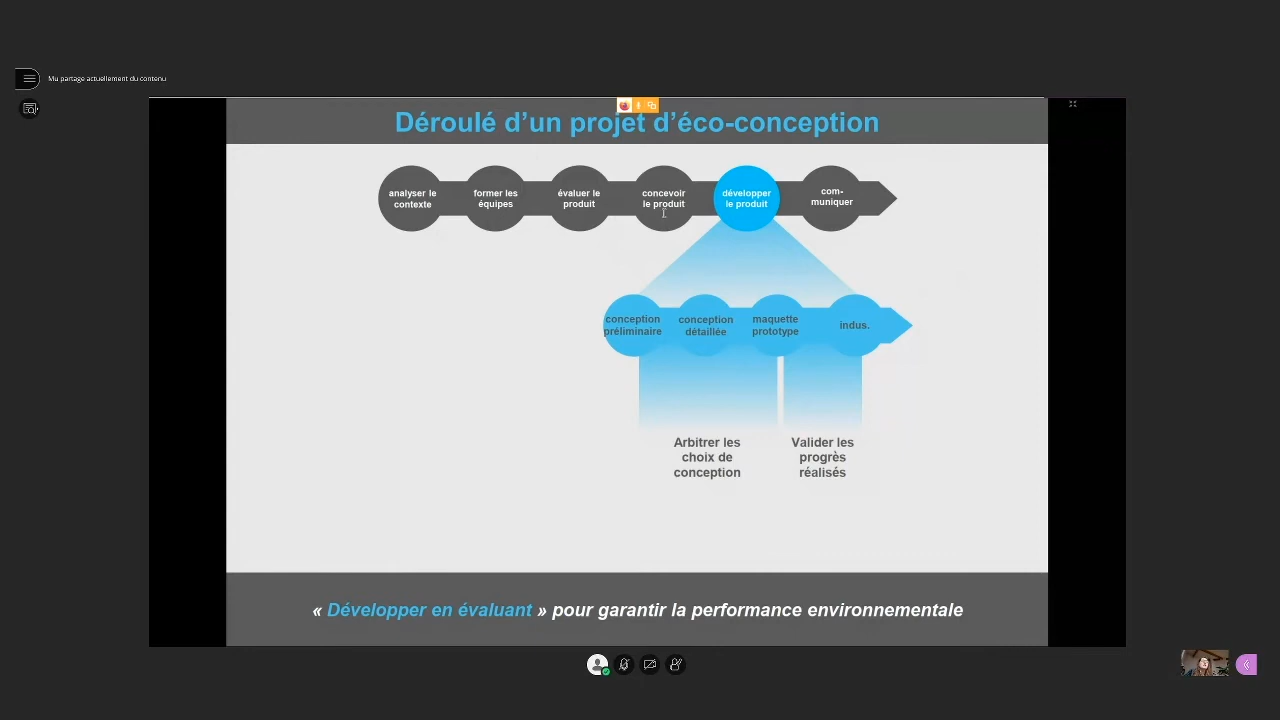 Mu partage actuellement du contenu
Déroulé d’un projet d’éco-conception
analyser le
contexte
former les
équipes
évaluer le
produit
concevoir
le produit
développer
le produit
com-
muniquer
conception
préliminaire
conception
détaillée
maquette
prototype
indus.
Arbitrer les
choix de
conception
Valider les
progrès
réalisés
« Développer en évaluant » pour garantir la performance environnementale